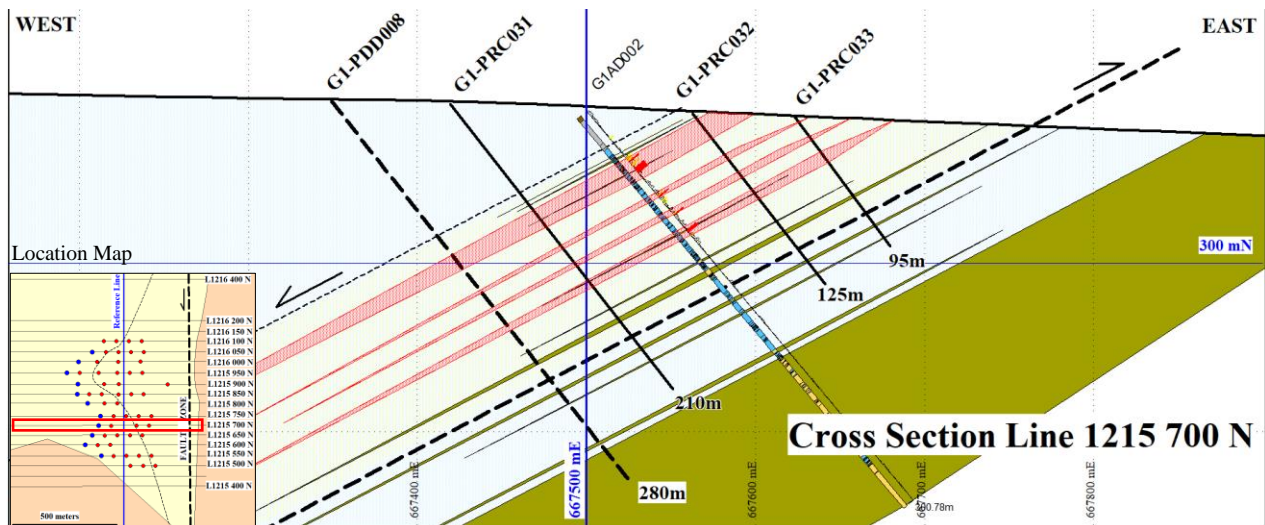 WEST
EAST
G1-PDD008
G1-PRC031
G1AD002
G1-PRC032
G1-PRC033
Location Map
300 mN
95m
125m
210m
280m
Cross Section Line 1215 700 N
667400 mE
667500 mE
667600 mE
667700 mE
667800 mE
Reference Line
FAULT ZONE
L1216 400 N
L1216 200 N
L1216 150 N
L1216 100 N
L1216 050 N
L1216 000 N
L1215 950 N
L1215 900 N
L1215 850 N
L1215 800 N
L1215 750 N
L1215 700 N
L1215 650 N
L1215 600 N
L1215 550 N
L1215 500 N
L1215 400 N
500 meters